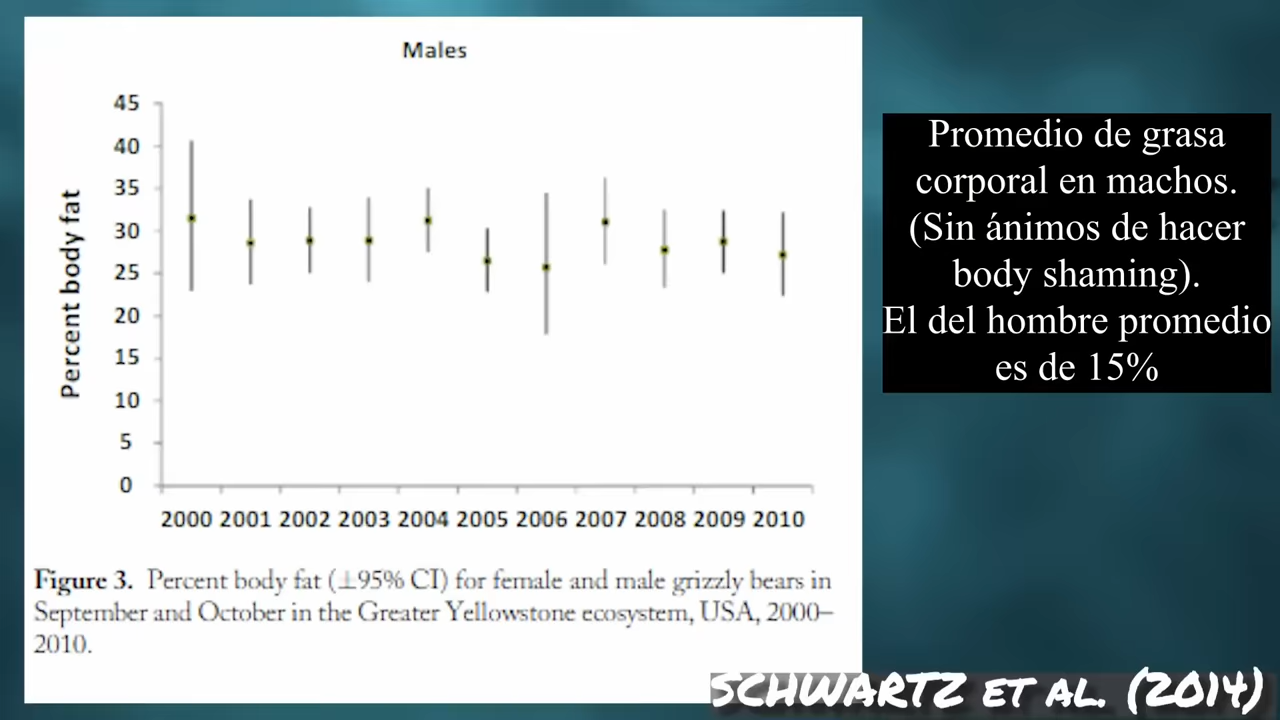 Males
45
40
35
30
25
20
15
10
5
0
Percent body fat
2000 2001 2002 2003 2004 2005 2006 2007 2008 2009 2010
Figure 3. Percent body fat (±95% CI) for female and male grizzly bears in
September and October in the Greater Yellowstone ecosystem, USA, 2000–
2010.
Promedio de grasa
corporal en machos.
(Sin ánimos de hacer
body shaming).
El del hombre promedio
es de 15%
SCHWARTZ ET AL. (2014)